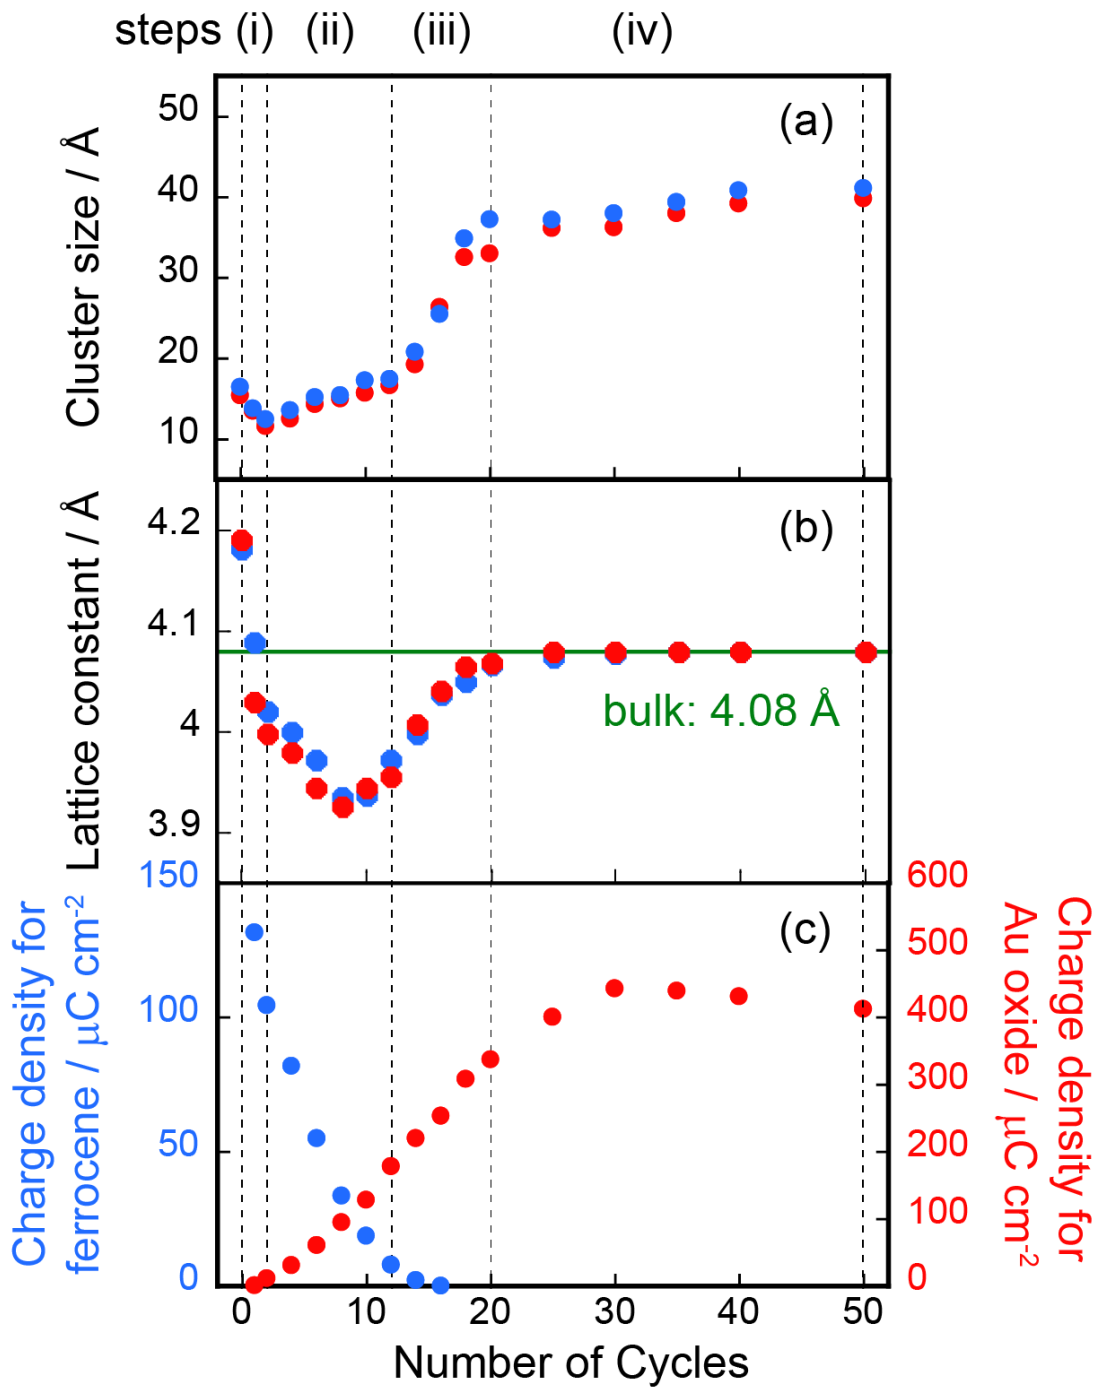 steps (i) (ii) (iii) (iv)
(a)
Cluster size / Å
50
40
30
20
10
(b)
Lattice constant / Å
4.2
4.1
4
3.9
bulk: 4.08 Å
(c)
Charge density for
ferrocene / μC cm-2
150
100
50
0
600
500
400
300
200
100
0
Charge density for
Au oxide / μC cm-2
0 10 20 30 40 50
Number of Cycles